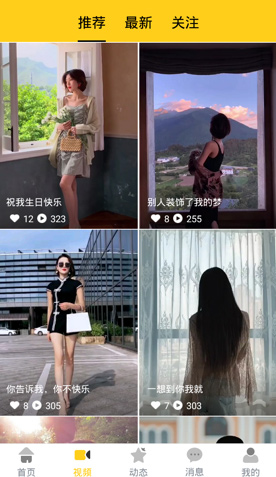 推荐 最新 关注
祝我生日快乐
12 323
别人装饰了我的梦
8 255
你告诉我，你不快乐
8 305
一想到你我就
7 303
首页 视频 动态 消息 我的